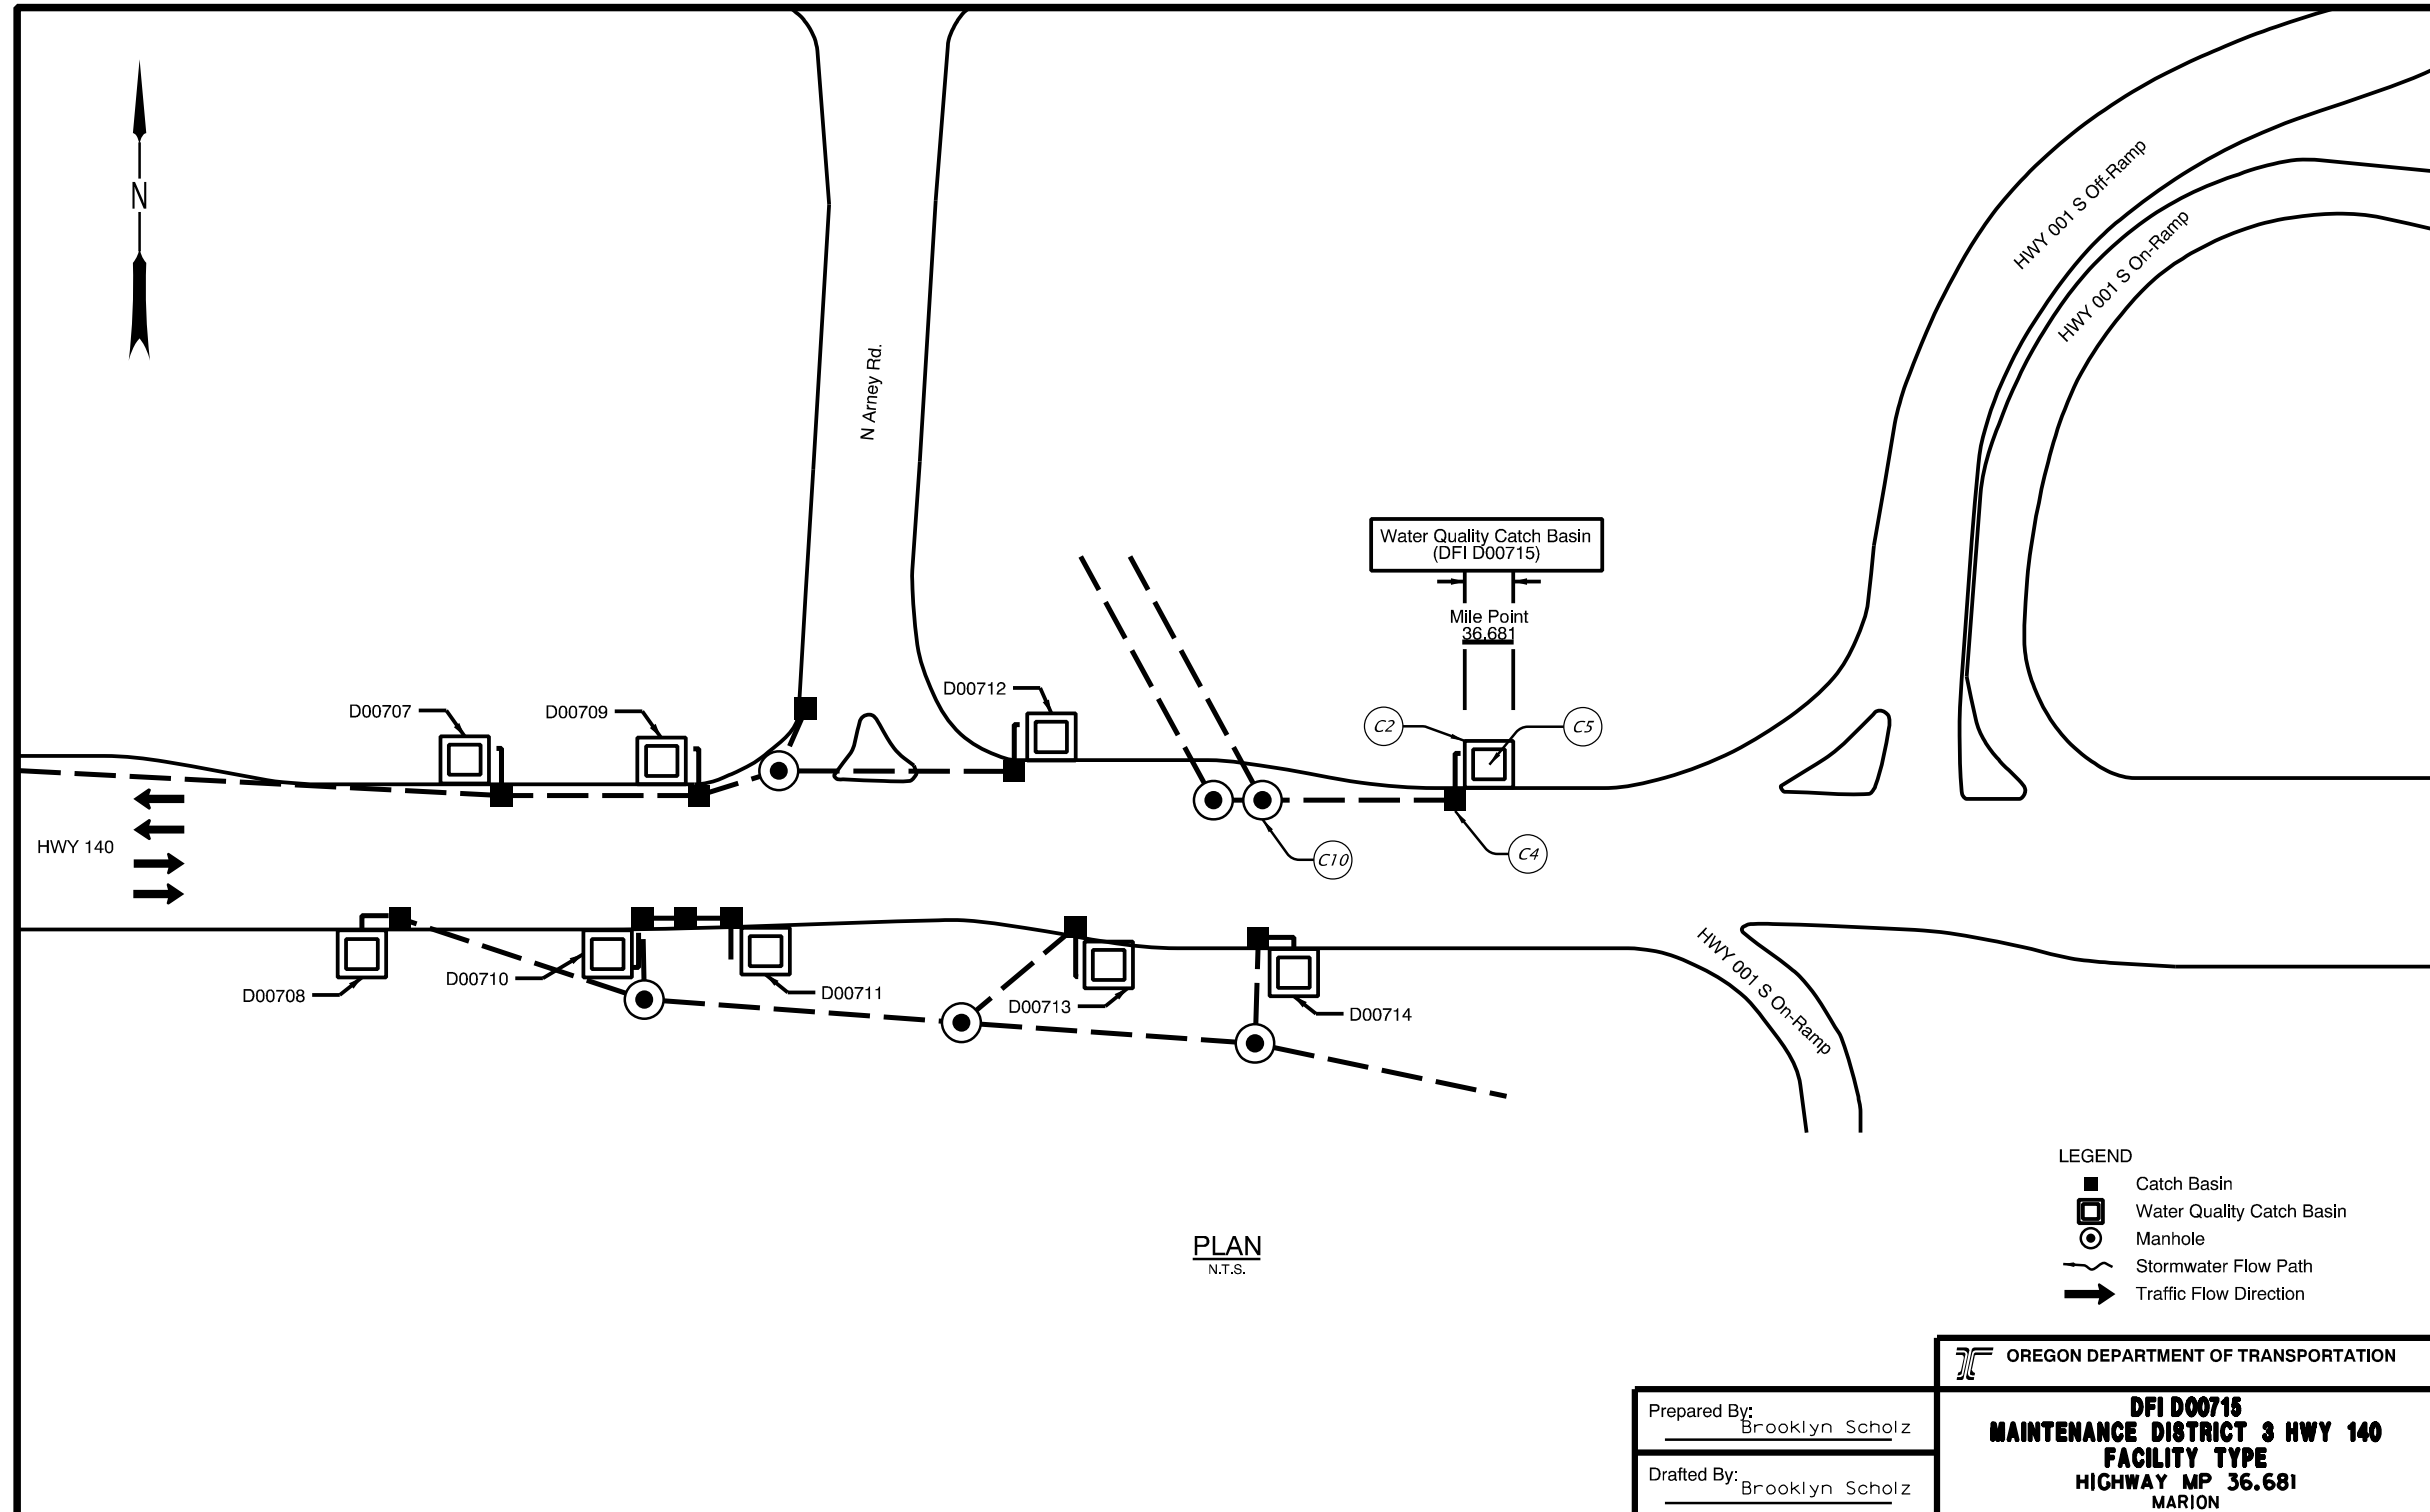 N
N Arney Rd.
HWY 001 S Off-Ramp
HWY 001 S On-Ramp
Water Quality Catch Basin
(DFI D00715)
Mile Point
36.681
D00707
D00709
D00712
C2
C5
HWY 140
C10
C4
D00708
D00710
D00711
D00713
D00714
HWY 001 S On-Ramp
LEGEND
Catch Basin
Water Quality Catch Basin
Manhole
Stormwater Flow Path
Traffic Flow Direction
PLAN
N.T.S.
OREGON DEPARTMENT OF TRANSPORTATION
Prepared By:
Brooklyn Scholz
Drafted By:
Brooklyn Scholz
DFI D00715
MAINTENANCE DISTRICT 3 HWY 140
FACILITY TYPE
HIGHWAY MP 36.681
MARION